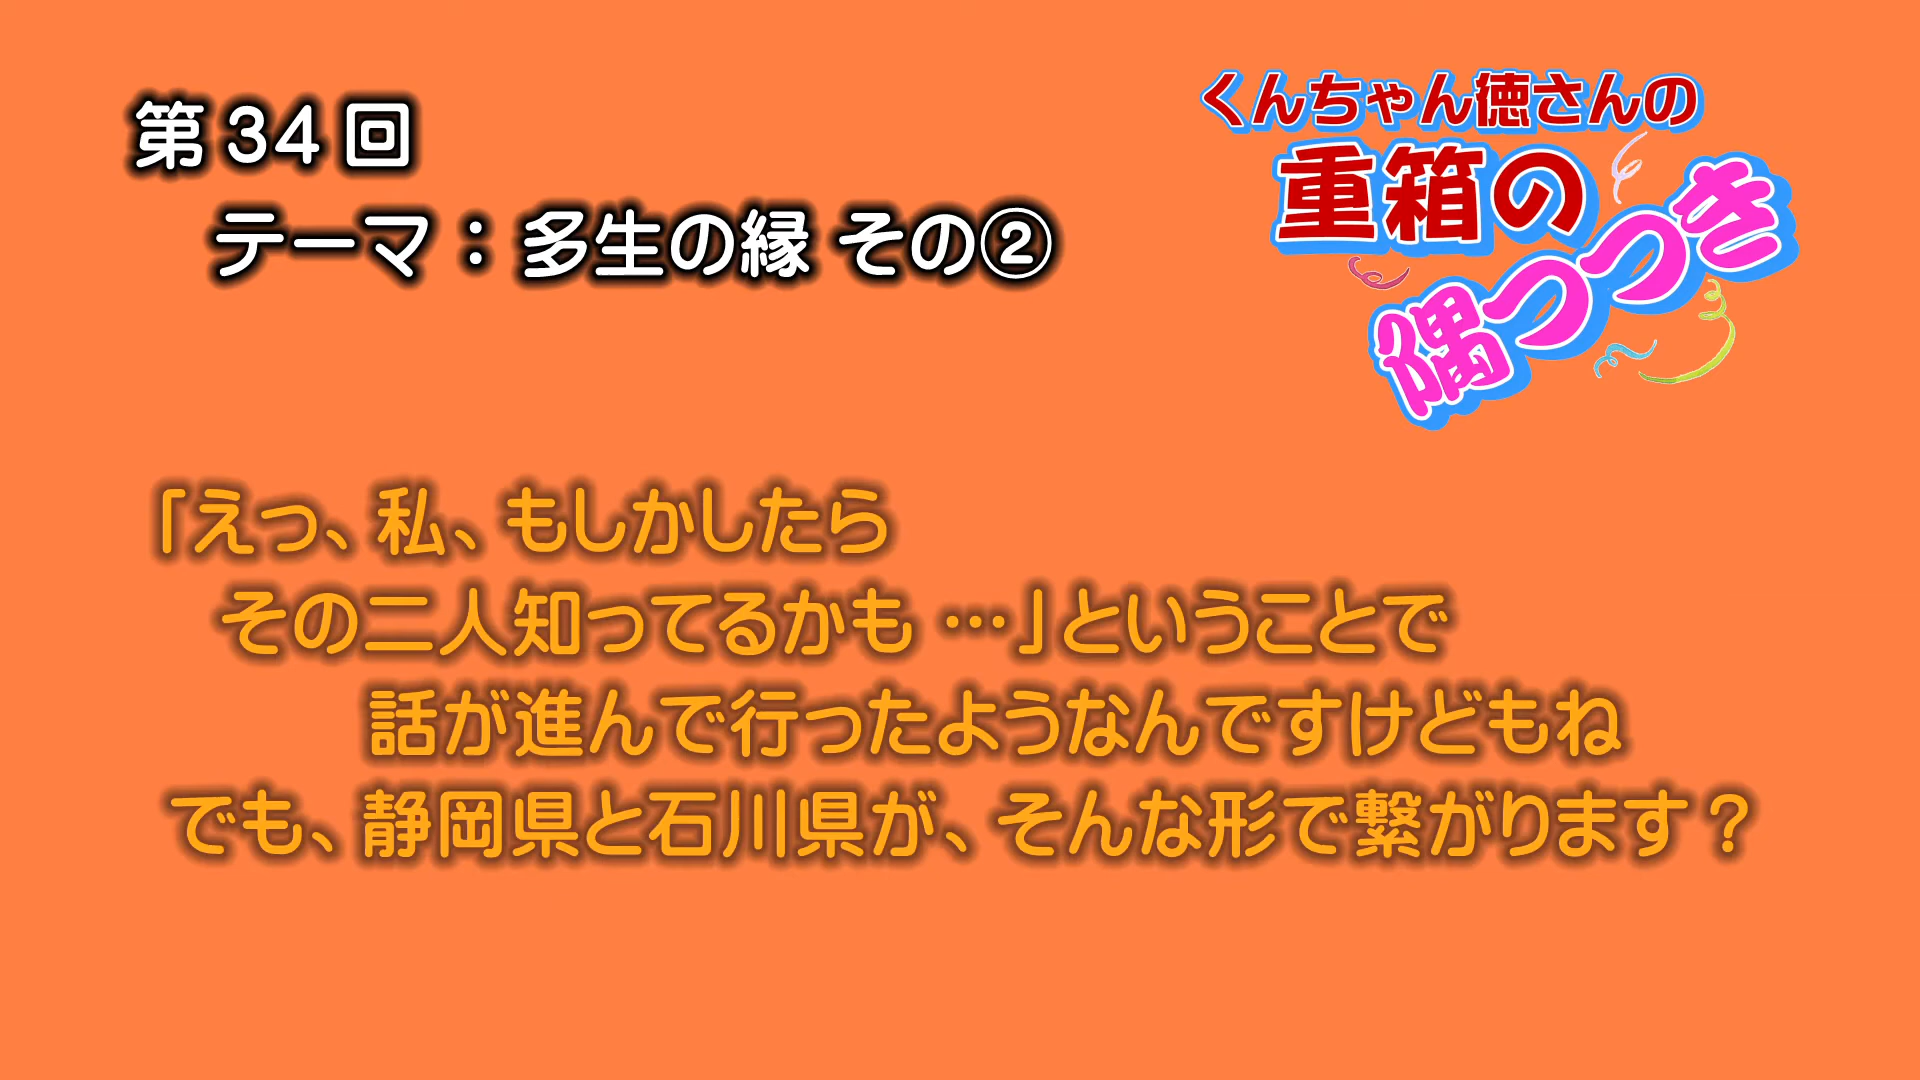 第34回
テーマ：多生の縁 その②
くんちゃん徳さんの
重箱の
偶つつき
「えっ、私、もしかしたら
その二人知ってるかも …」ということで
話が進んで行ったようなんですけどもね
でも、静岡県と石川県が、そんな形で繋がります？